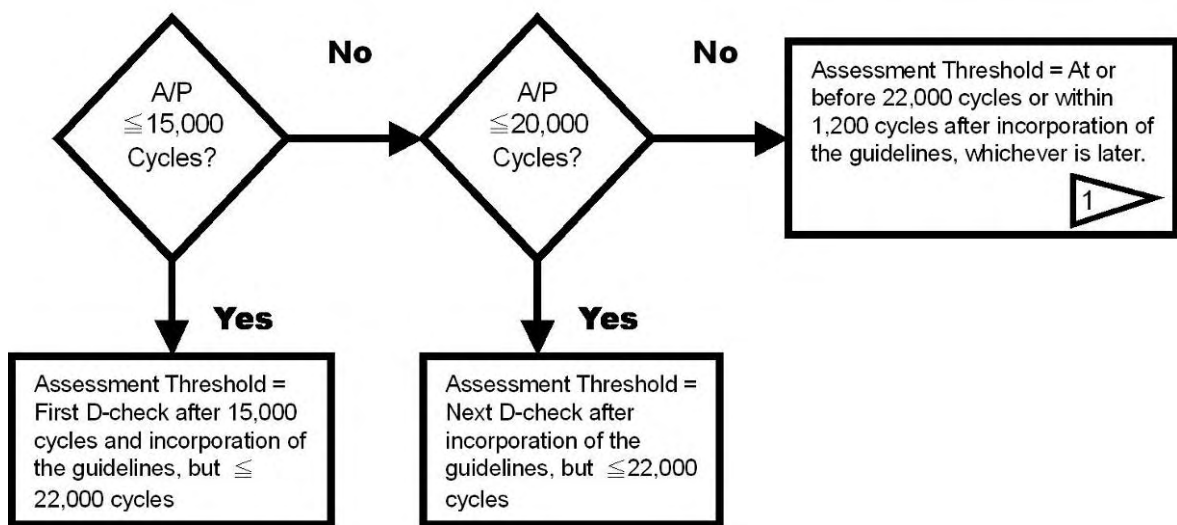 A/P
≦15,000
Cycles?
No
A/P
≦20,000
Cycles?
No
Assessment Threshold = At or
before 22,000 cycles or within
1,200 cycles after incorporation of
the guidelines, whichever is later.
1
Yes
Assessment Threshold =
First D-check after 15,000
cycles and incorporation of
the guidelines, but ≦
22,000 cycles
Yes
Assessment Threshold =
Next D-check after
incorporation of the
guidelines, but ≦22,000
cycles